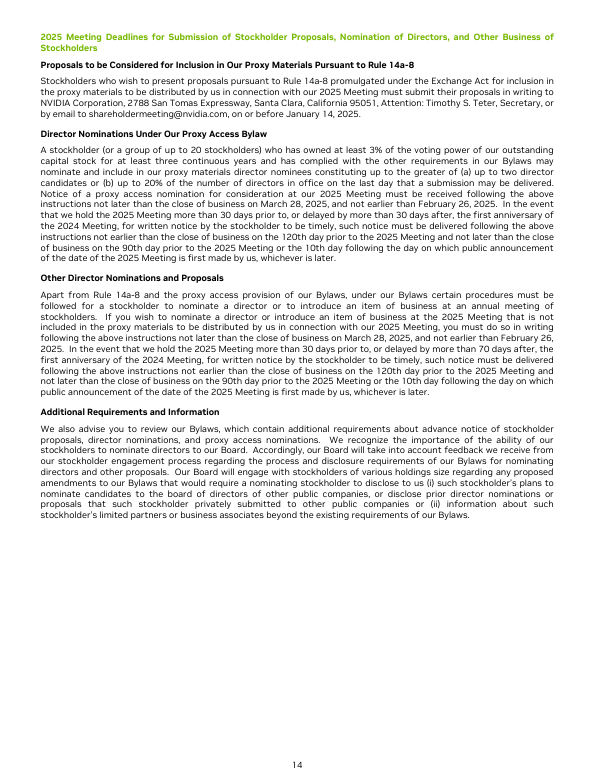 2025 Meeting Deadlines for Submission of Stockholder Proposals, Nomination of Directors, and Other Business of
Stockholders
Proposals to be Considered for Inclusion in Our Proxy Materials Pursuant to Rule 14a-8
Stockholders who wish to present proposals pursuant to Rule 14a-8 promulgated under the Exchange Act for inclusion in
the proxy materials to be distributed by us in connection with our 2025 Meeting must submit their proposals in writing to
NVIDIA Corporation, 2788 San Tomas Expressway, Santa Clara, California 95051, Attention: Timothy S. Teter, Secretary, or
by email to shareholdermeeting@nvidia.com, on or before January 14, 2025.
Director Nominations Under Our Proxy Access Bylaw
A stockholder (or a group of up to 20 stockholders) who has owned at least 3% of the voting power of our outstanding
capital stock for at least three continuous years and has complied with the other requirements in our Bylaws may
nominate and include in our proxy materials director nominees constituting up to the greater of (a) up to two director
candidates or (b) up to 20% of the number of directors in office on the last day that a submission may be delivered.
Notice of a proxy access nomination for consideration at our 2025 Meeting must be received following the above
instructions not later than the close of business on March 28, 2025, and not earlier than February 26, 2025. In the event
that we hold the 2025 Meeting more than 30 days prior to, or delayed by more than 30 days after, the first anniversary of
the 2024 Meeting, for written notice by the stockholder to be timely, such notice must be delivered following the above
instructions not earlier than the close of business on the 120th day prior to the 2025 Meeting and not later than the close
of business on the 90th day prior to the 2025 Meeting or the 10th day following the day on which public announcement
of the date of the 2025 Meeting is first made by us, whichever is later.
Other Director Nominations and Proposals
Apart from Rule 14a-8 and the proxy access provision of our Bylaws, under our Bylaws certain procedures must be
followed for a stockholder to nominate a director or to introduce an item of business at an annual meeting of
stockholders. If you wish to nominate a director or introduce an item of business at the 2025 Meeting that is not
included in the proxy materials to be distributed by us in connection with our 2025 Meeting, you must do so in writing
following the above instructions not later than the close of business on March 28, 2025, and not earlier than February 26,
2025. In the event that we hold the 2025 Meeting more than 30 days prior to, or delayed by more than 70 days after, the
first anniversary of the 2024 Meeting, for written notice by the stockholder to be timely, such notice must be delivered
following the above instructions not earlier than the close of business on the 120th day prior to the 2025 Meeting and
not later than the close of business on the 90th day prior to the 2025 Meeting or the 10th day following the day on which
public announcement of the date of the 2025 Meeting is first made by us, whichever is later.
Additional Requirements and Information
We also advise you to review our Bylaws, which contain additional requirements about advance notice of stockholder
proposals, director nominations, and proxy access nominations. We recognize the importance of the ability of our
stockholders to nominate directors to our Board. Accordingly, our Board will take into account feedback we receive from
our stockholder engagement process regarding the process and disclosure requirements of our Bylaws for nominating
directors and other proposals. Our Board will engage with stockholders of various holdings size regarding any proposed
amendments to our Bylaws that would require a nominating stockholder to disclose to us (i) such stockholder's plans to
nominate candidates to the board of directors of other public companies, or disclose prior director nominations or
proposals that such stockholder privately submitted to other public companies or (ii) information about such
stockholder's limited partners or business associates beyond the existing requirements of our Bylaws.
14